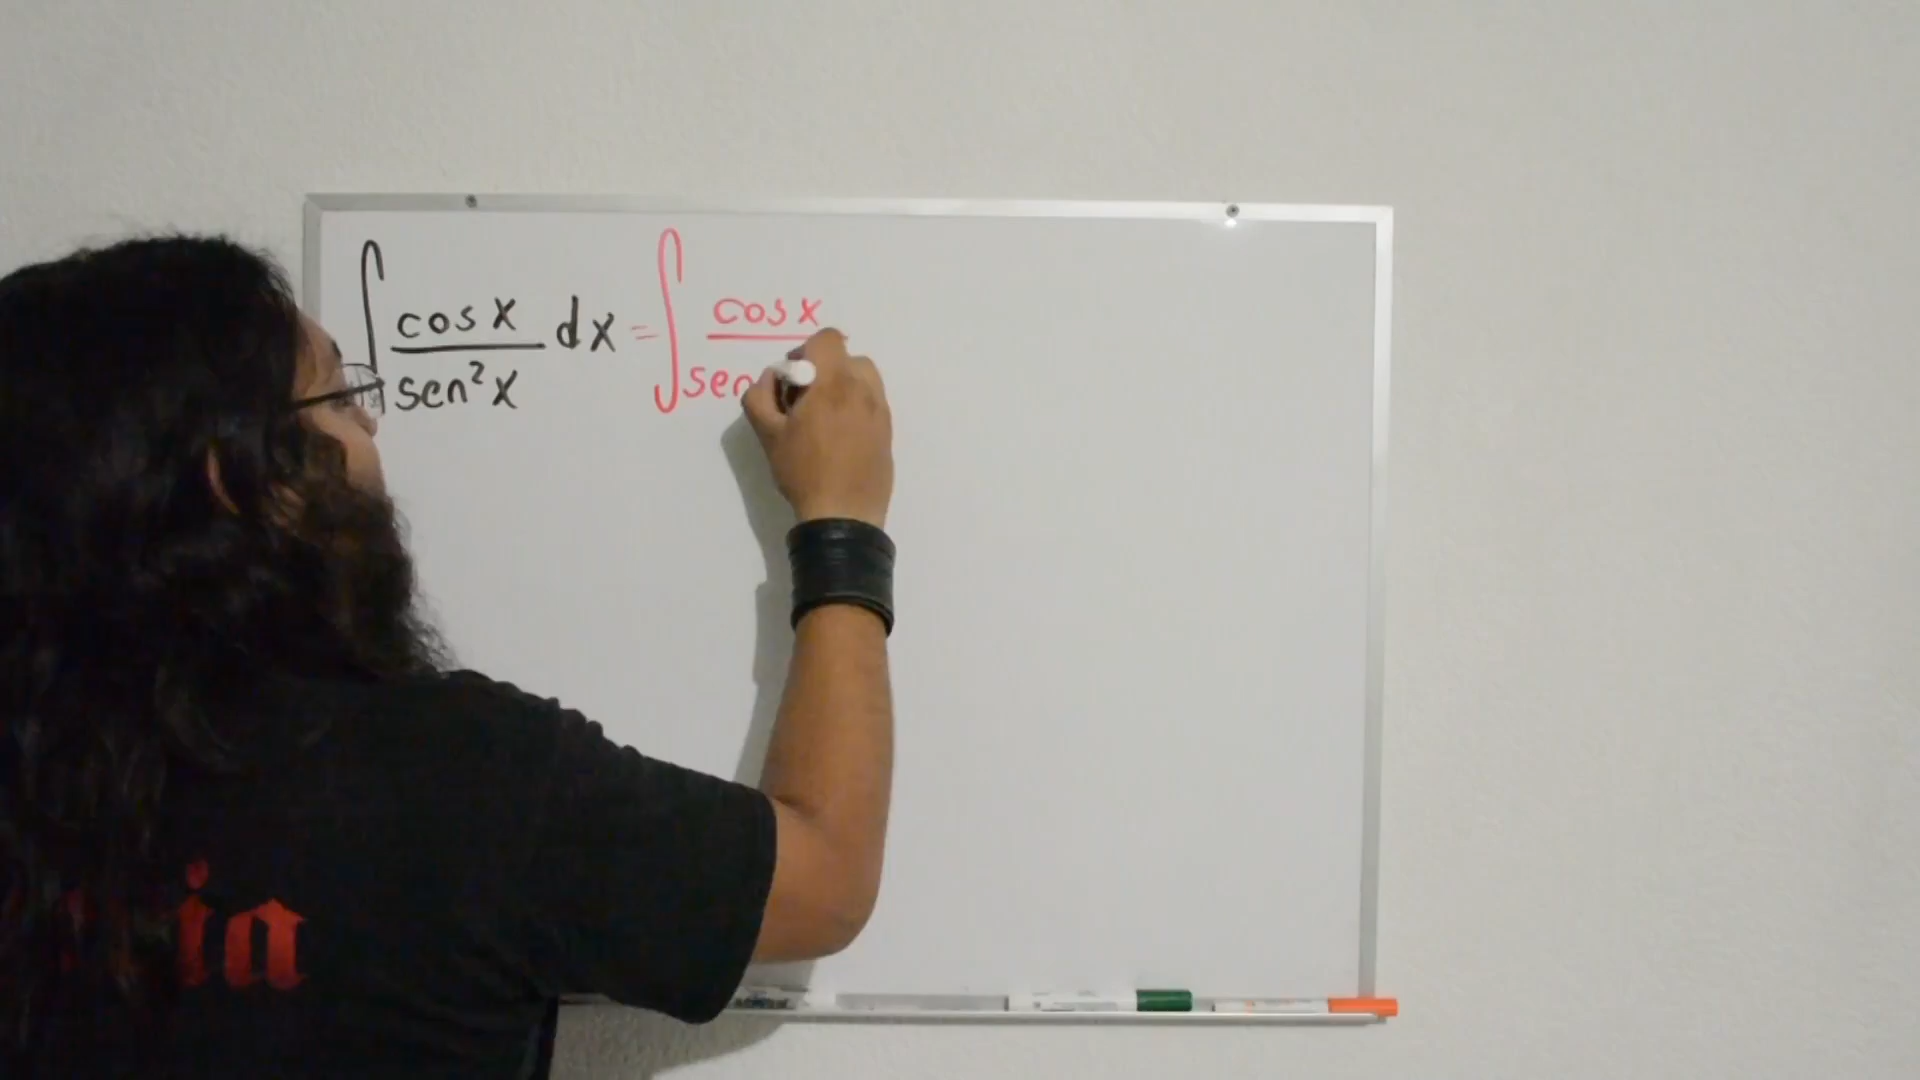 ∫ cos x / sen²x dx = ∫ cos x / sen
ia